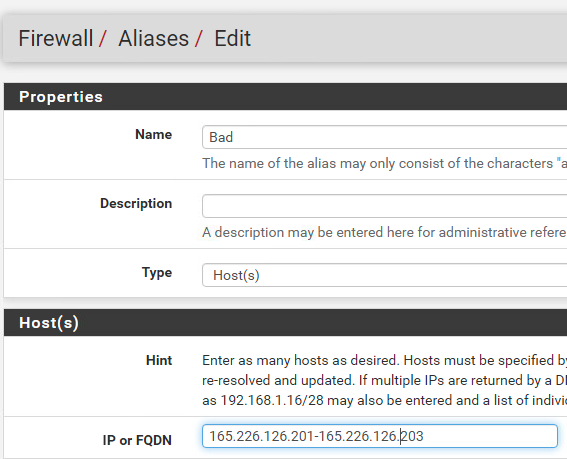 Firewall / Aliases / Edit
Properties
Name
Bad
The name of the alias may only consist of the characters "a
Description
A description may be entered here for administrative refere
Type
Host(s)
Host(s)
Hint
Enter as many hosts as desired. Hosts must be specified by
re-resolved and updated. If multiple IPs are returned by a D
as 192.168.1.16/28 may also be entered and a list of indivi
IP or FQDN
165.226.126.201-165.226.126.203